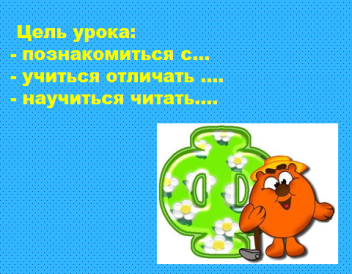 Цель урока:
- познакомиться с...
- учиться отличать ....
- научиться читать....
Ф